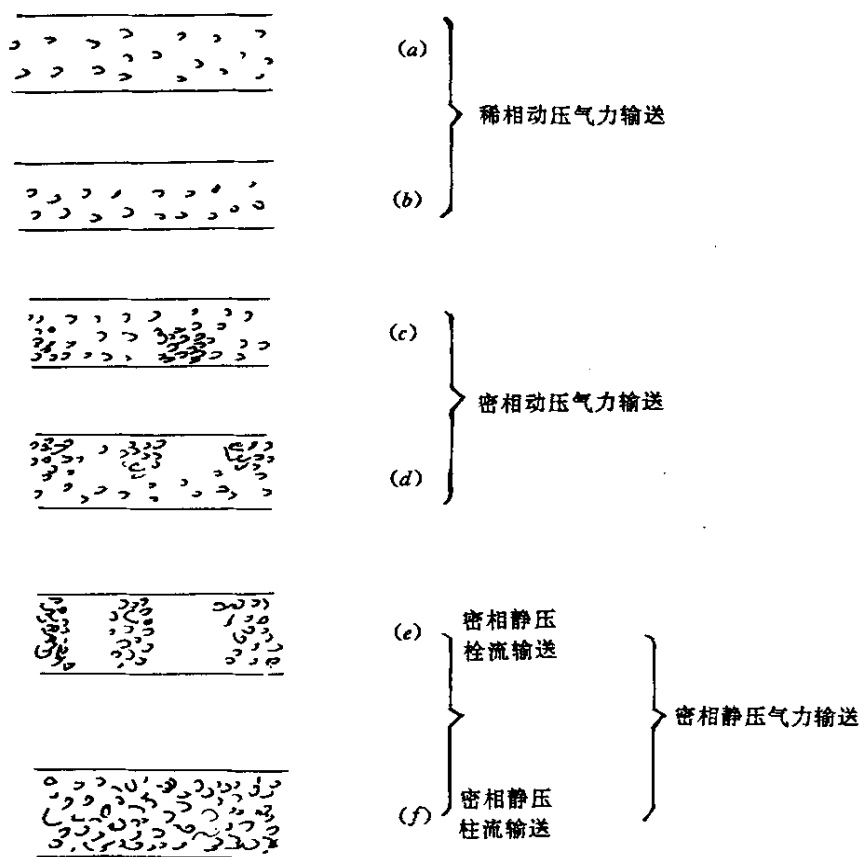 (a)
稀相动压气力输送
(b)
(c)
密相动压气力输送
(d)
(e)
密相静压
栓流输送
密相静压气力输送
(f)
密相静压
柱流输送